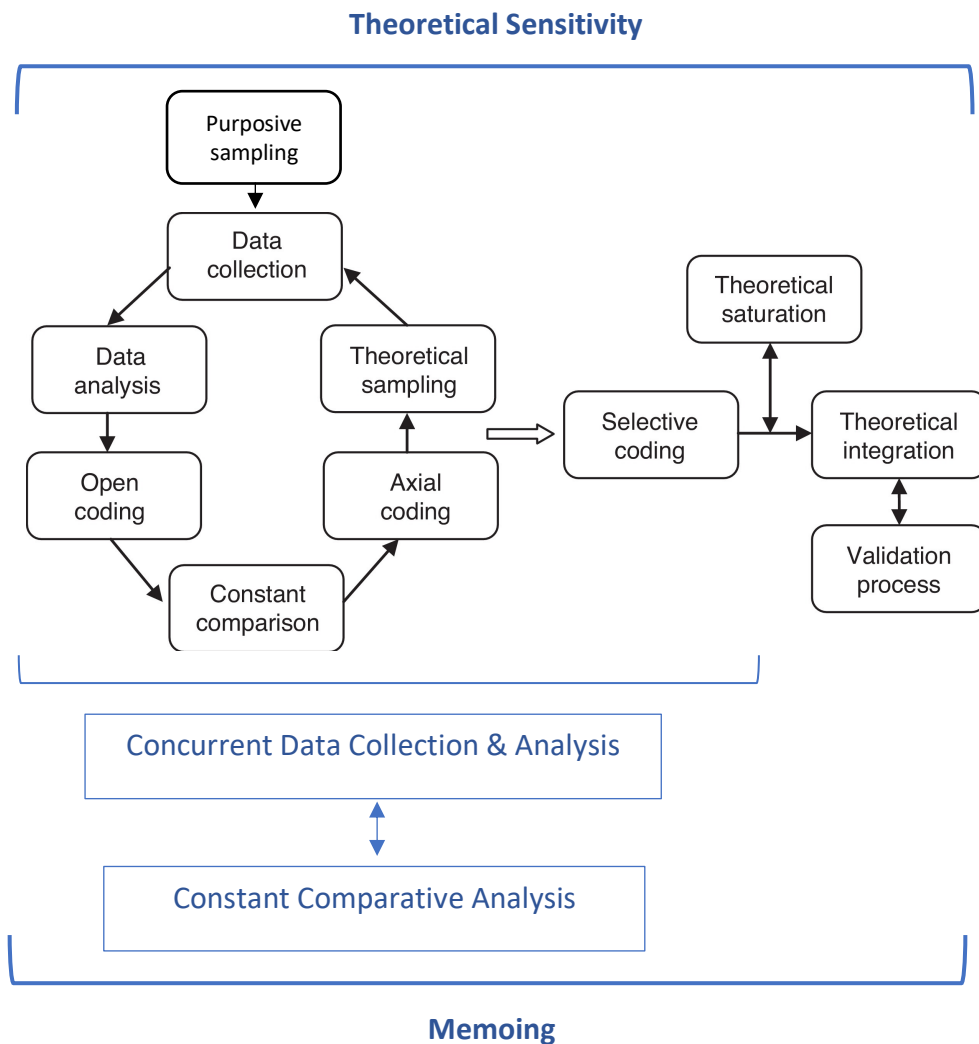 Theoretical Sensitivity
Purposive
sampling
Data
collection
Data
analysis
Open
coding
Constant
comparison
Axial
coding
Theoretical
sampling
Selective
coding
Theoretical
saturation
Theoretical
integration
Validation
process
Concurrent Data Collection & Analysis
Constant Comparative Analysis
Memoing